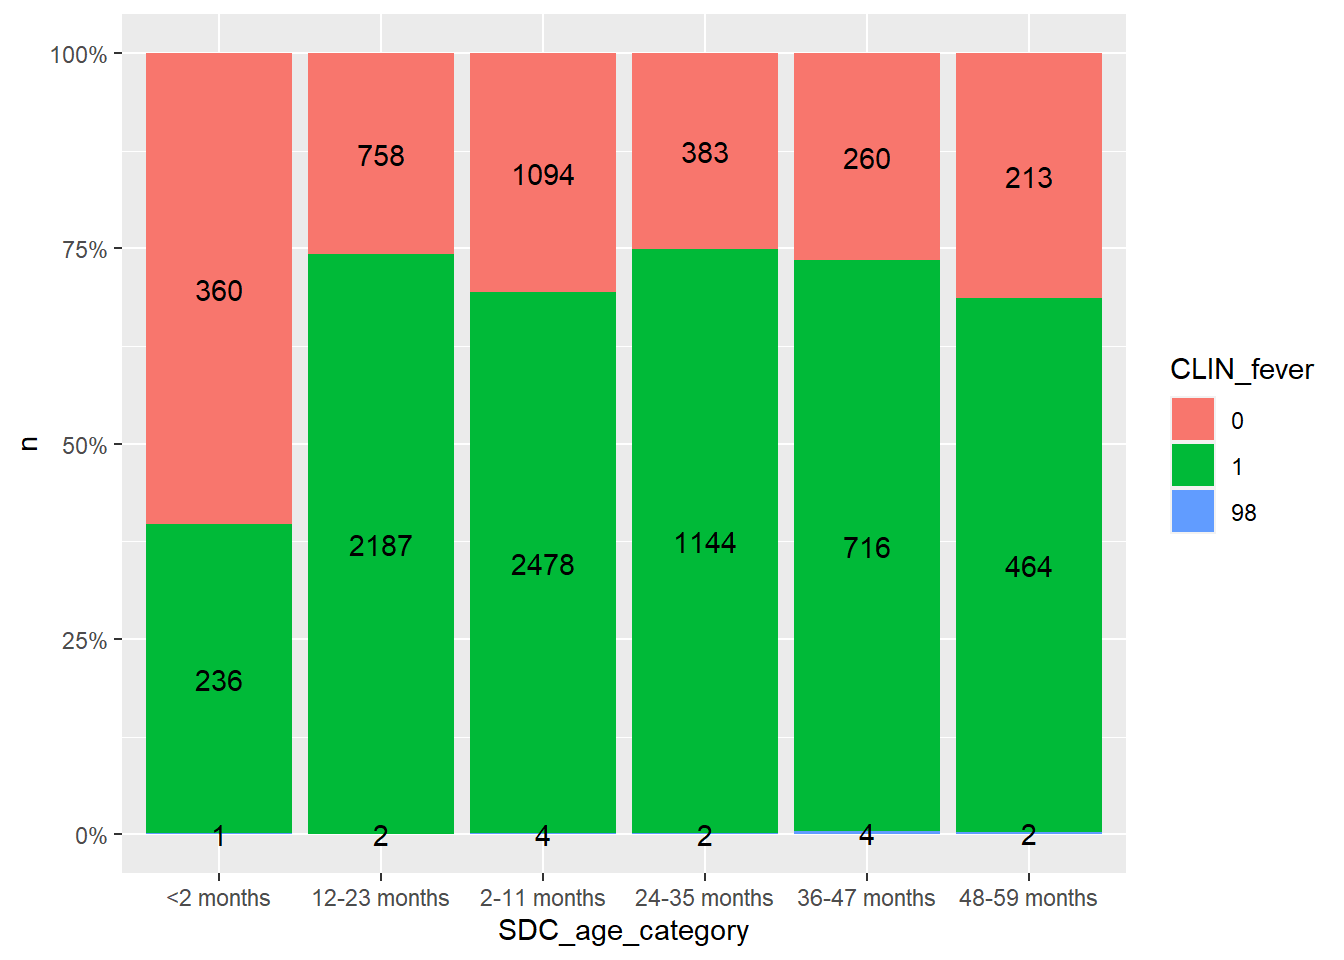 100%
75%
50%
25%
0%
n
360
758
1094
383
260
213
236
2187
2478
1144
716
464
1
2
4
2
4
2
<2 months
12-23 months
2-11 months
24-35 months
36-47 months
48-59 months
SDC_age_category
CLIN_fever
0
1
98